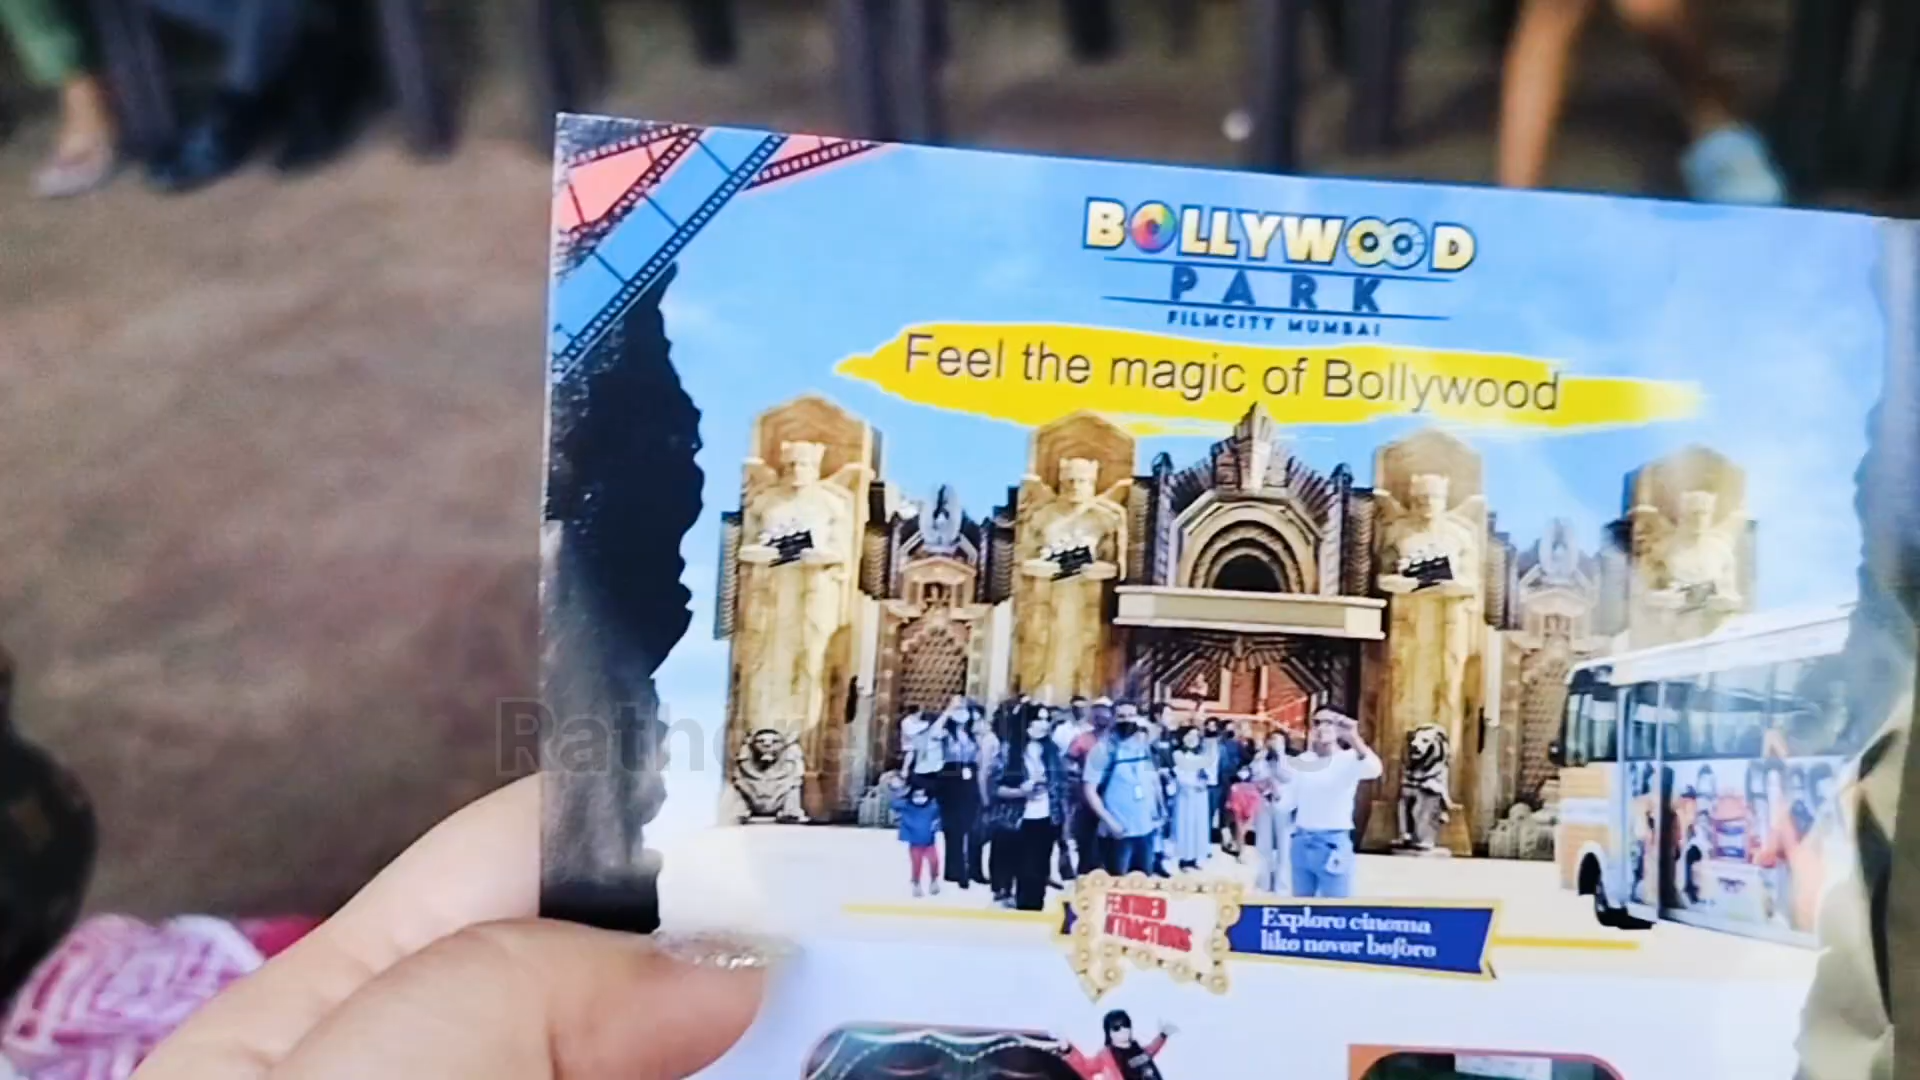 BOLLYWOOD
PARK
FILMCITY MUMBAI
Feel the magic of Bollywood
FEATURED
ATTRACTIONS
Explore cinema
like never before